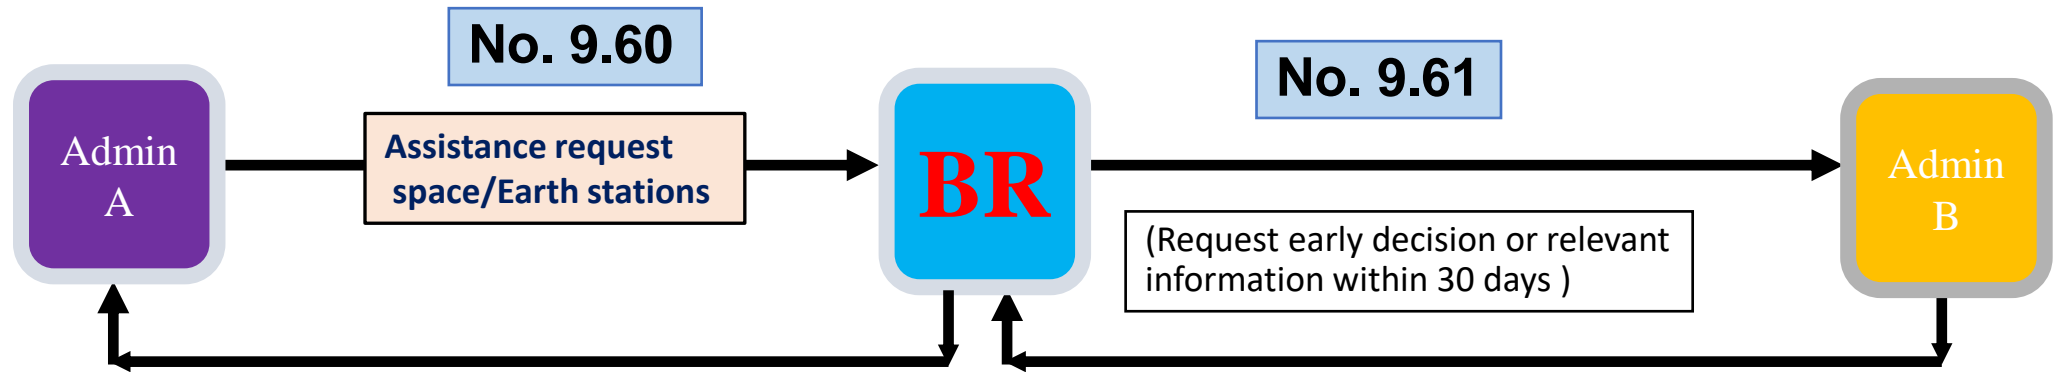 No. 9.60
No. 9.61
Admin
A
Assistance request
space/Earth stations
BR
Admin
B
(Request early decision or relevant
information within 30 days )